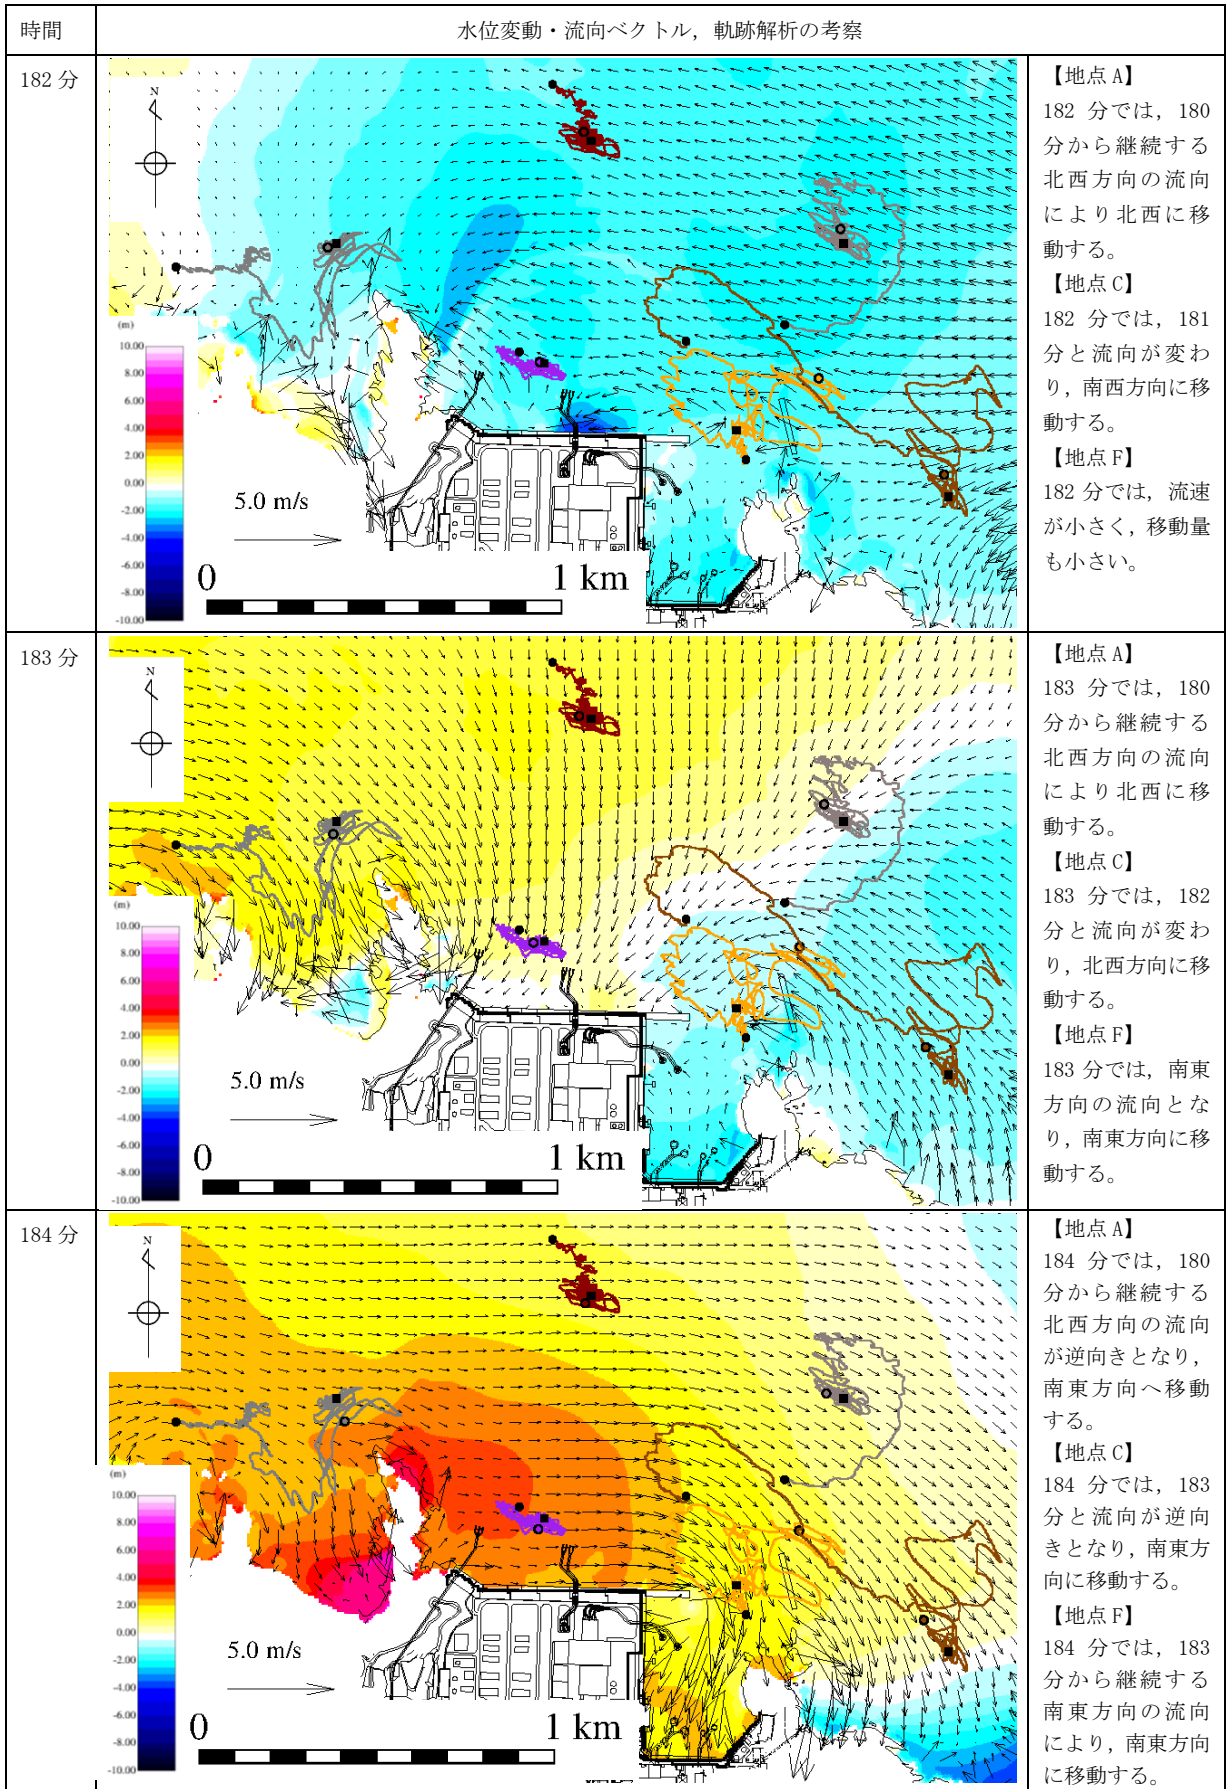 時間
水位変動・流向ベクトル，軌跡解析の考察
182 分
N
(m)
10.00
8.00
6.00
4.00
2.00
0.00
-2.00
-4.00
-6.00
-8.00
-10.00
5.0 m/s
0
1 km
【地点 A】
182 分では，180
分から継続する
北西方向の流向
により北西に移
動する。
【地点 C】
182 分では，181
分と流向が変わ
り，南西方向に移
動する。
【地点 F】
182 分では，流速
が小さく，移動量
も小さい。
183 分
N
(m)
10.00
8.00
6.00
4.00
2.00
0.00
-2.00
-4.00
-6.00
-8.00
-10.00
5.0 m/s
0
1 km
【地点 A】
183 分では，180
分から継続する
北西方向の流向
により北西に移
動する。
【地点 C】
183 分では，182
分と流向が変わ
り，北西方向に移
動する。
【地点 F】
183 分では，南東
方向の流向とな
り，南東方向に移
動する。
184 分
N
(m)
10.00
8.00
6.00
4.00
2.00
0.00
-2.00
-4.00
-6.00
-8.00
-10.00
5.0 m/s
0
1 km
【地点 A】
184 分では，180
分から継続する
北西方向の流向
が逆向きとなり，
南東方向へ移動
する。
【地点 C】
184 分では，183
分と流向が逆向
きとなり，南東方
向に移動する。
【地点 F】
184 分では，183
分から継続する
南東方向の流向
により，南東方向
に移動する。